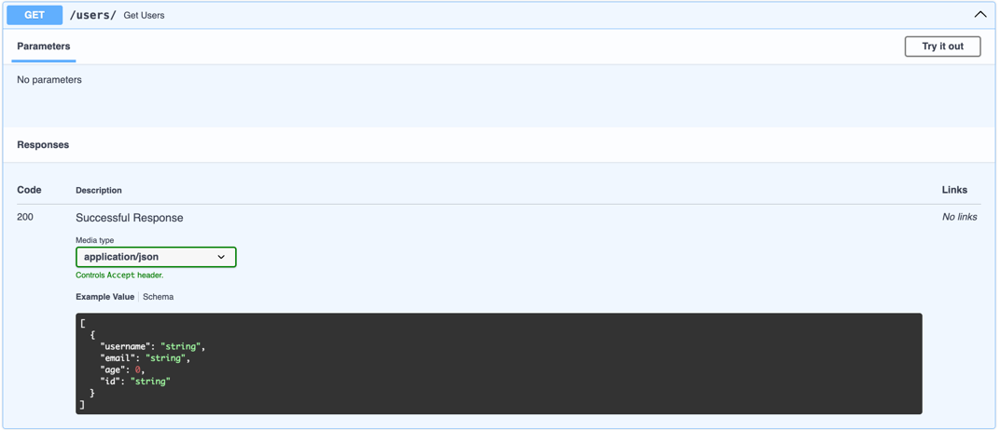 GET /users/ Get Users
Parameters Try it out
No parameters
Responses
Code Description Links
200 Successful Response No links
Media type
application/json
Controls Accept header.
Example Value Schema
[
{
"username": "string",
"email": "string",
"age": 0,
"id": "string"
}
]